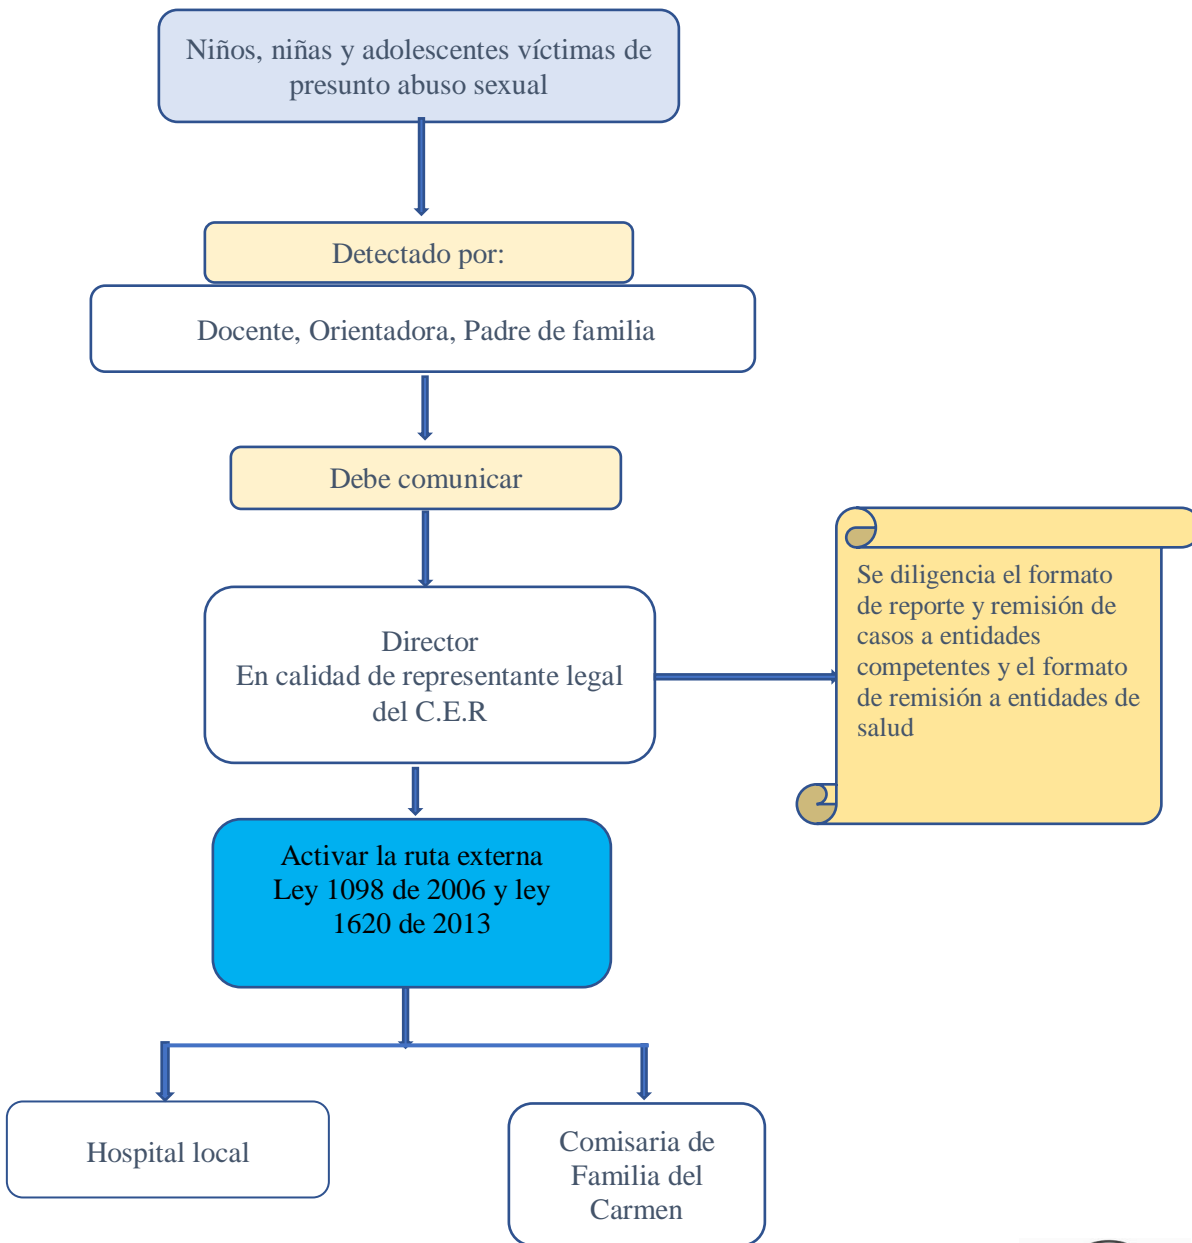 Niños, niñas y adolescentes víctimas de
presunto abuso sexual
Detectado por:
Docente, Orientadora, Padre de familia
Debe comunicar
Director
En calidad de representante legal
del C.E.R
Se diligencia el formato
de reporte y remisión de
casos a entidades
competentes y el formato
de remisión a entidades de
salud
Activar la ruta externa
Ley 1098 de 2006 y ley
1620 de 2013
Hospital local
Comisaria de
Familia del
Carmen